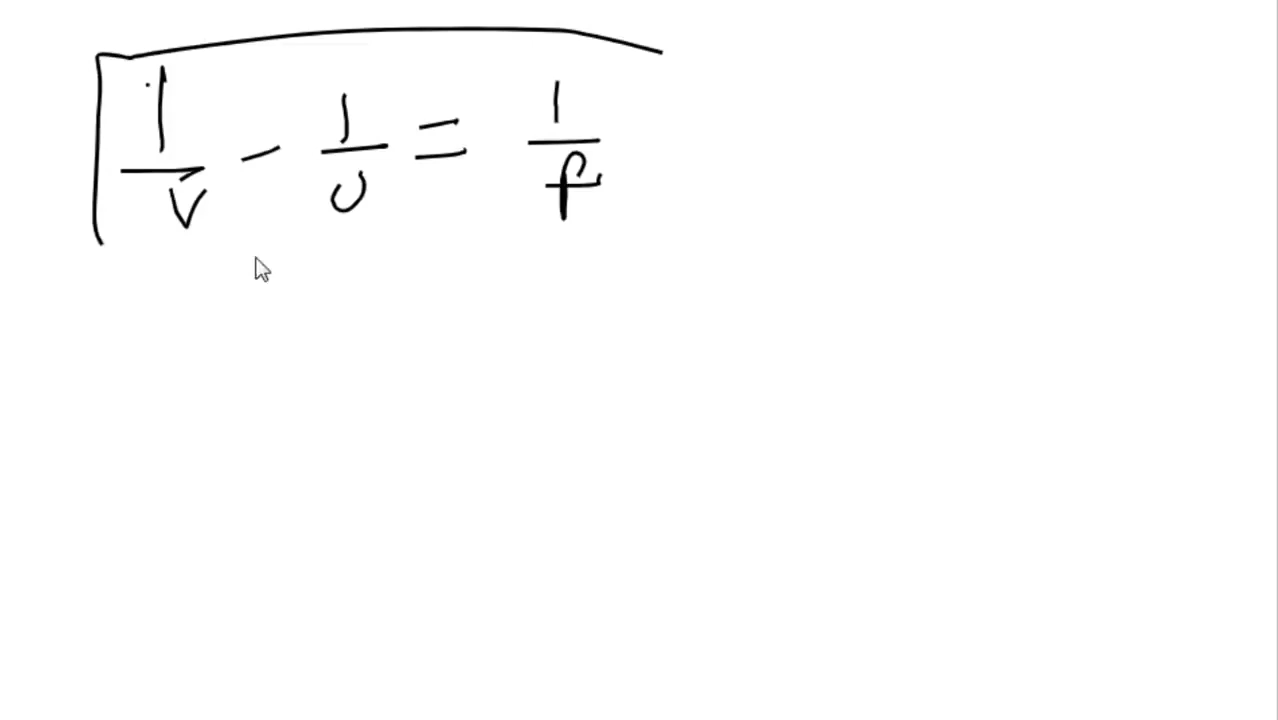 1/v - 1/u = 1/f